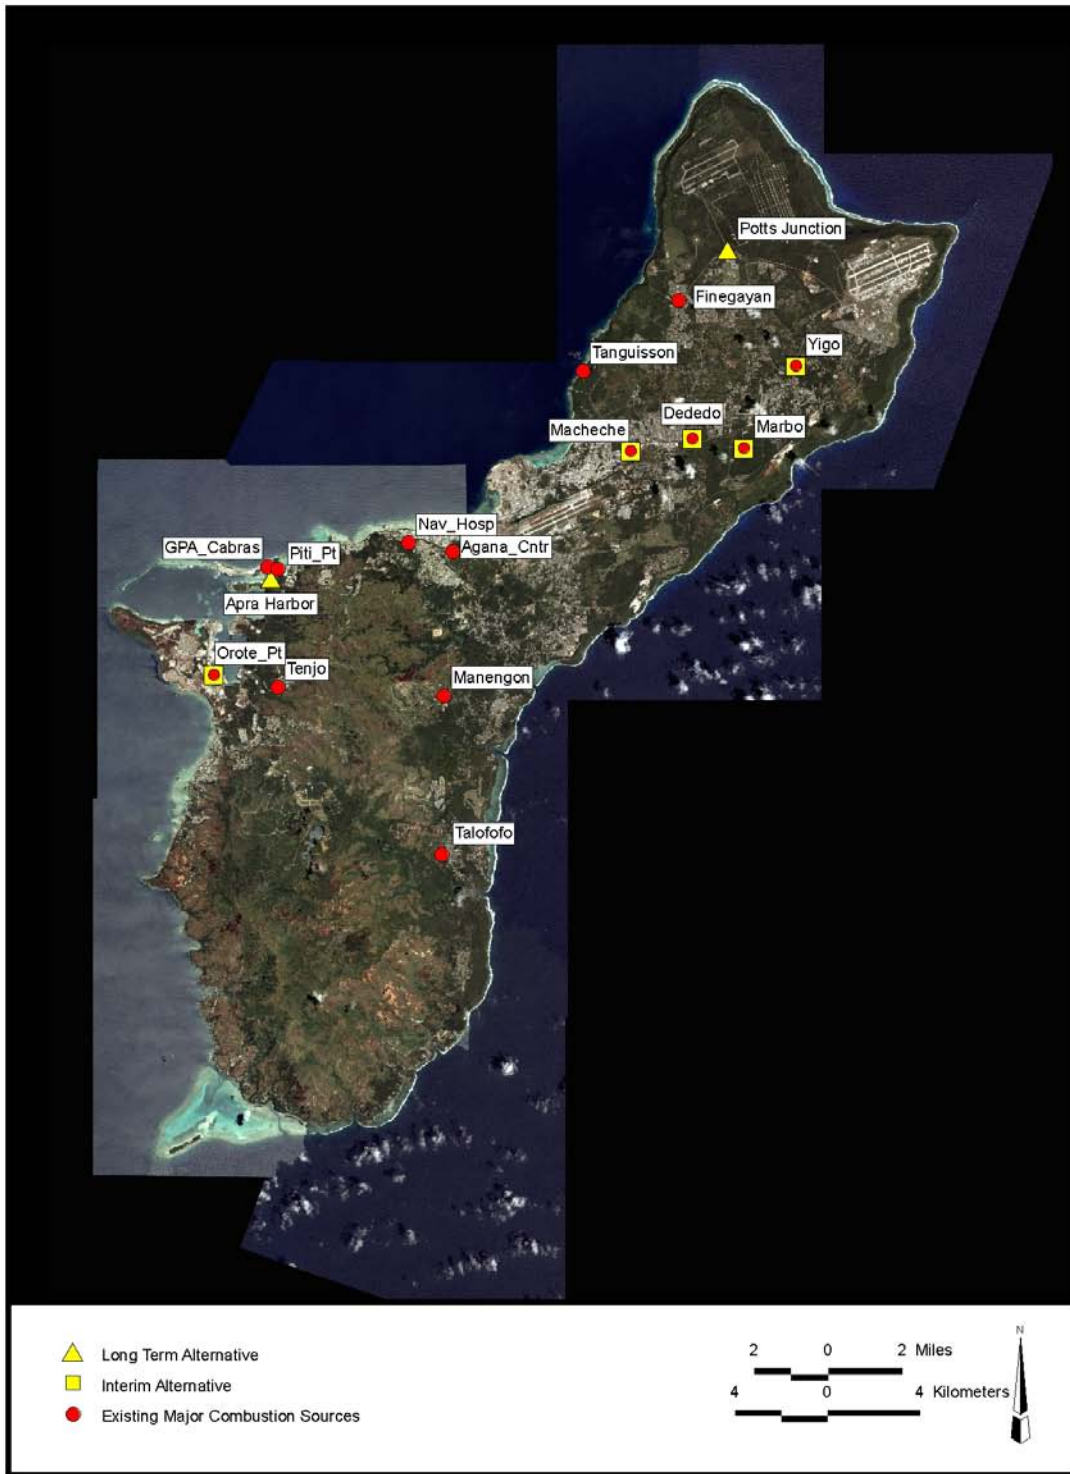 Potts Junction
Finegayan
Tanguisson
Yigo
Dededo
Macheche
Marbo
Nav_Hosp
GPA_Cabras
Piti_Pt
Agana_Cntr
Apra Harbor
Orote_Pt
Tenjo
Manengon
Talofofo
Long Term Alternative
Interim Alternative
Existing Major Combustion Sources
2 0 2 Miles
4 0 4 Kilometers
N